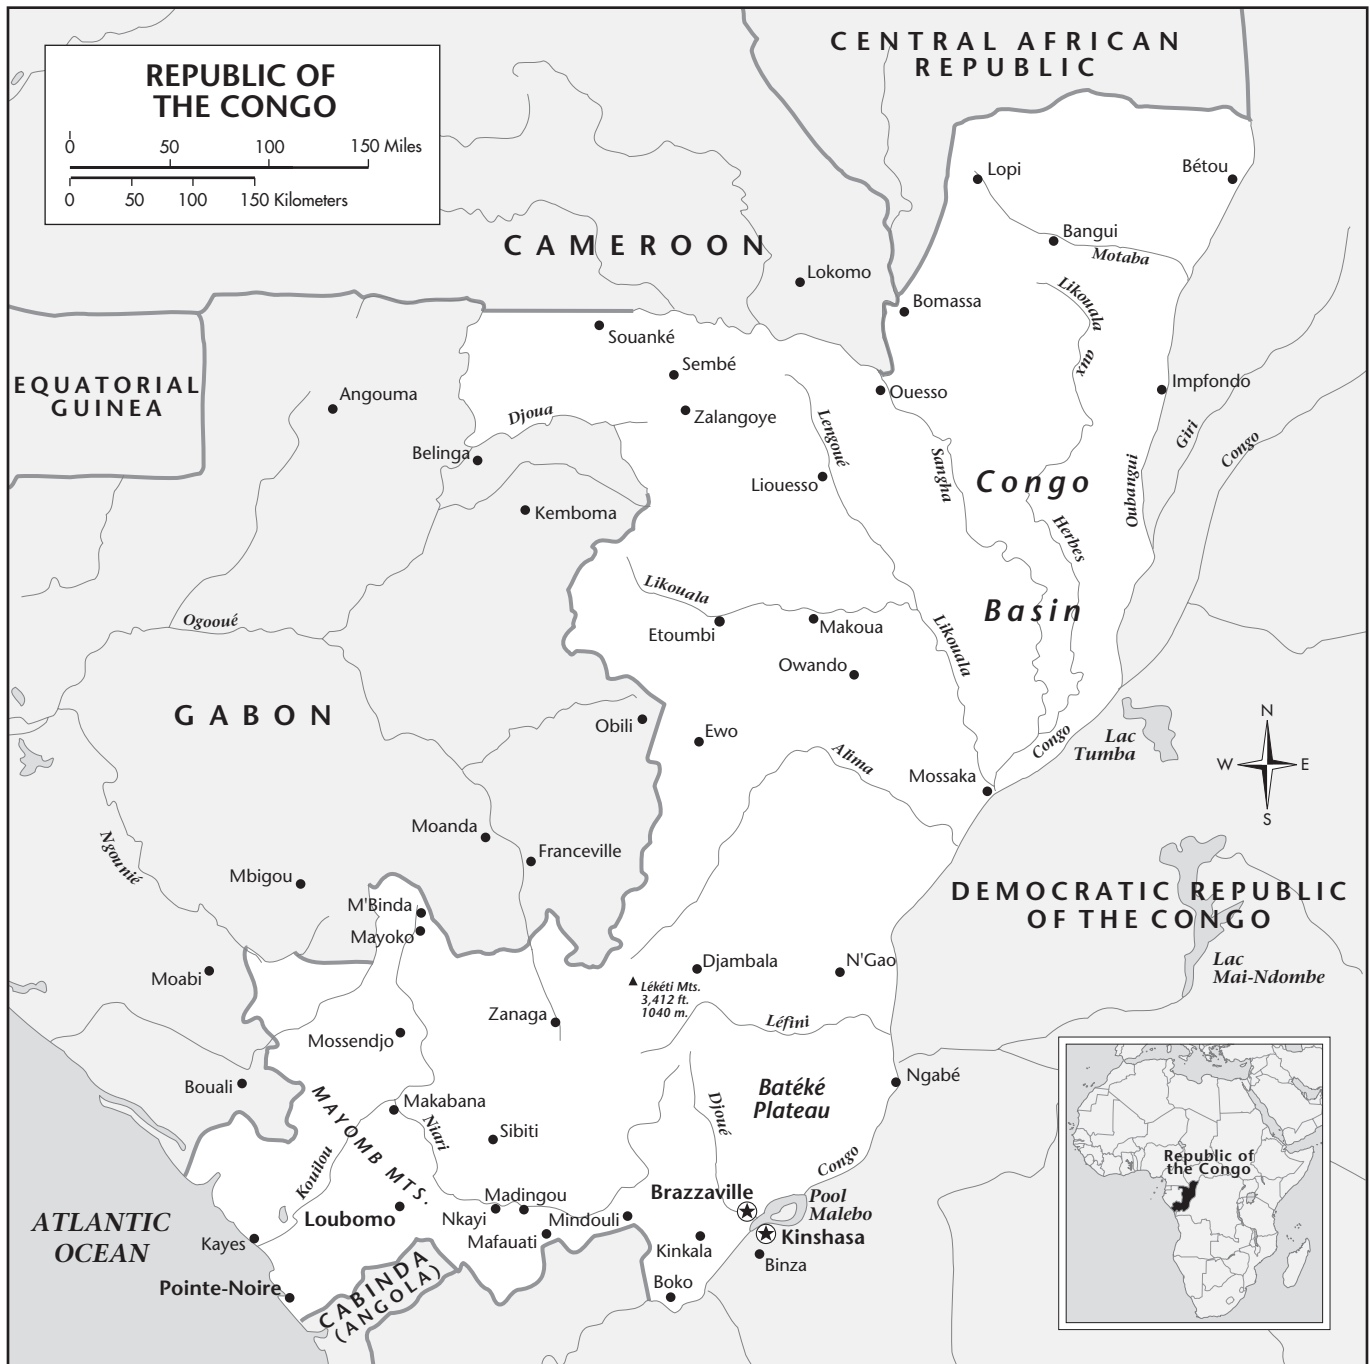 REPUBLIC OF
THE CONGO
0 50 100 150 Miles
0 50 100 150 Kilometers
CENTRAL AFRICAN
REPUBLIC
Lopi
Bétou
Bangui
Motaba
CAMEROON
Lokomo
Likouala
aux
Bomassa
Souanké
Sembé
EQUATORIAL
GUINEA
Angouma
Ouesso
Impfondo
Zalangoye
Djoua
Lengoué
Giri
Congo
Belinga
Sangha
Liouesso
Congo
Oubangui
Kemboma
Herbes
Likouala
Basin
Ogooué
Etoumbi
Makoua
Likouala
Owando
GABON
Obili
Ewo
Congo
Lac
Tumba
N
W E
S
Alima
Mossaka
Moanda
Franceville
Ngounié
Mbigou
DEMOCRATIC REPUBLIC
OF THE CONGO
M'Binda
Mayoko
Moabi
Djambala
N'Gao
Lac
Mai-Ndombe
Lékéti Mts.
3,412 ft.
1040 m.
Zanaga
Léfini
Mossendjo
Bouali
Ngabé
Batéké
Plateau
MAYOMB MTS.
Makabana
Niari
Sibiti
Djoué
Kouilou
Congo
Republic of
the Congo
Madingou
Brazzaville
Pool
Malebo
Loubomo
Nkayi
Mindouli
ATLANTIC
OCEAN
Kayes
Mafauati
Kinkala
Kinshasa
Binza
Pointe-Noire
CABINDA
(ANGOLA)
Boko